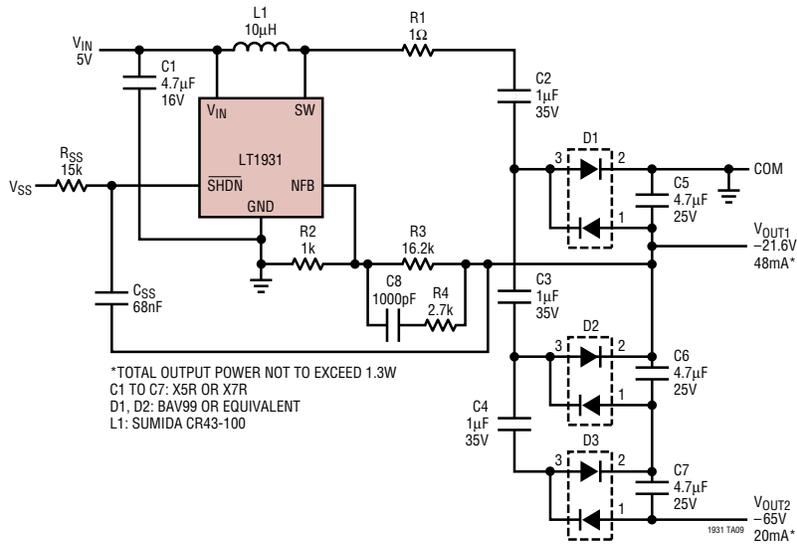 L1
10µH
R1
1Ω
VIN
5V
C1
4.7µF
16V
C2
1µF
35V
VIN
SW
LT1931
RSS
15k
VSS
SHDN
NFB
GND
D1
3
2
1
COM
C5
4.7µF
25V
VOUT1
–21.6V
48mA*
R2
1k
R3
16.2k
C8
1000pF
R4
2.7k
CSS
68nF
C3
1µF
35V
D2
3
2
1
C6
4.7µF
25V
*TOTAL OUTPUT POWER NOT TO EXCEED 1.3W
C1 TO C7: X5R OR X7R
D1, D2: BAV99 OR EQUIVALENT
L1: SUMIDA CR43-100
C4
1µF
35V
D3
3
2
1
C7
4.7µF
25V
VOUT2
–65V
20mA*
1931 TA09